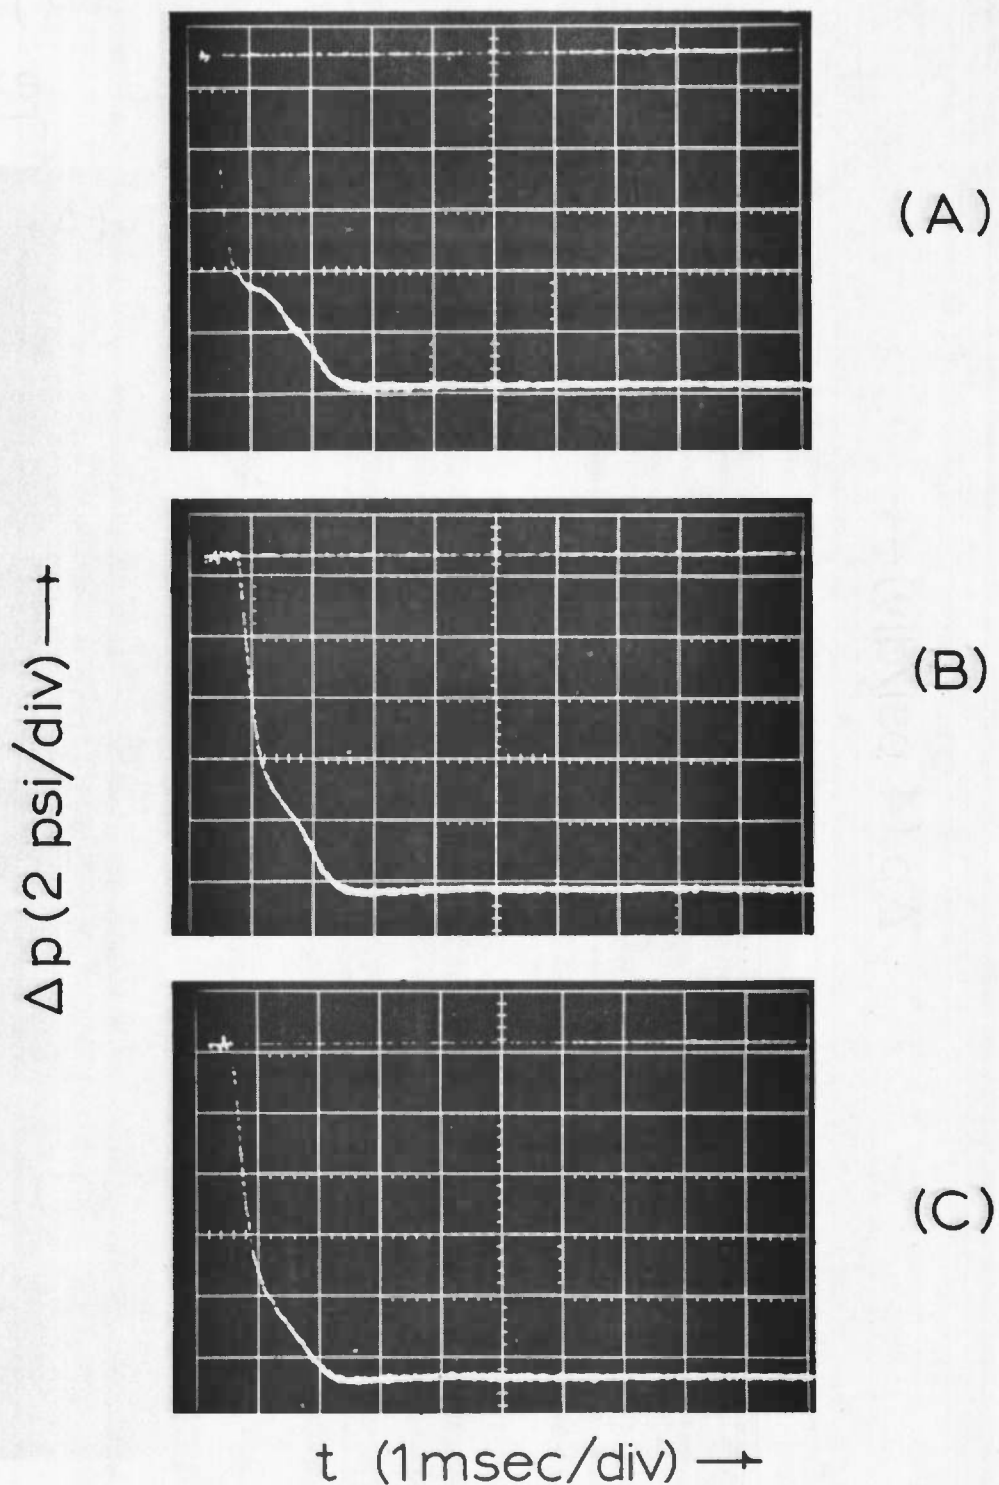 (A)
Δp (2 psi/div) →
(B)
(C)
t (1msec/div) →